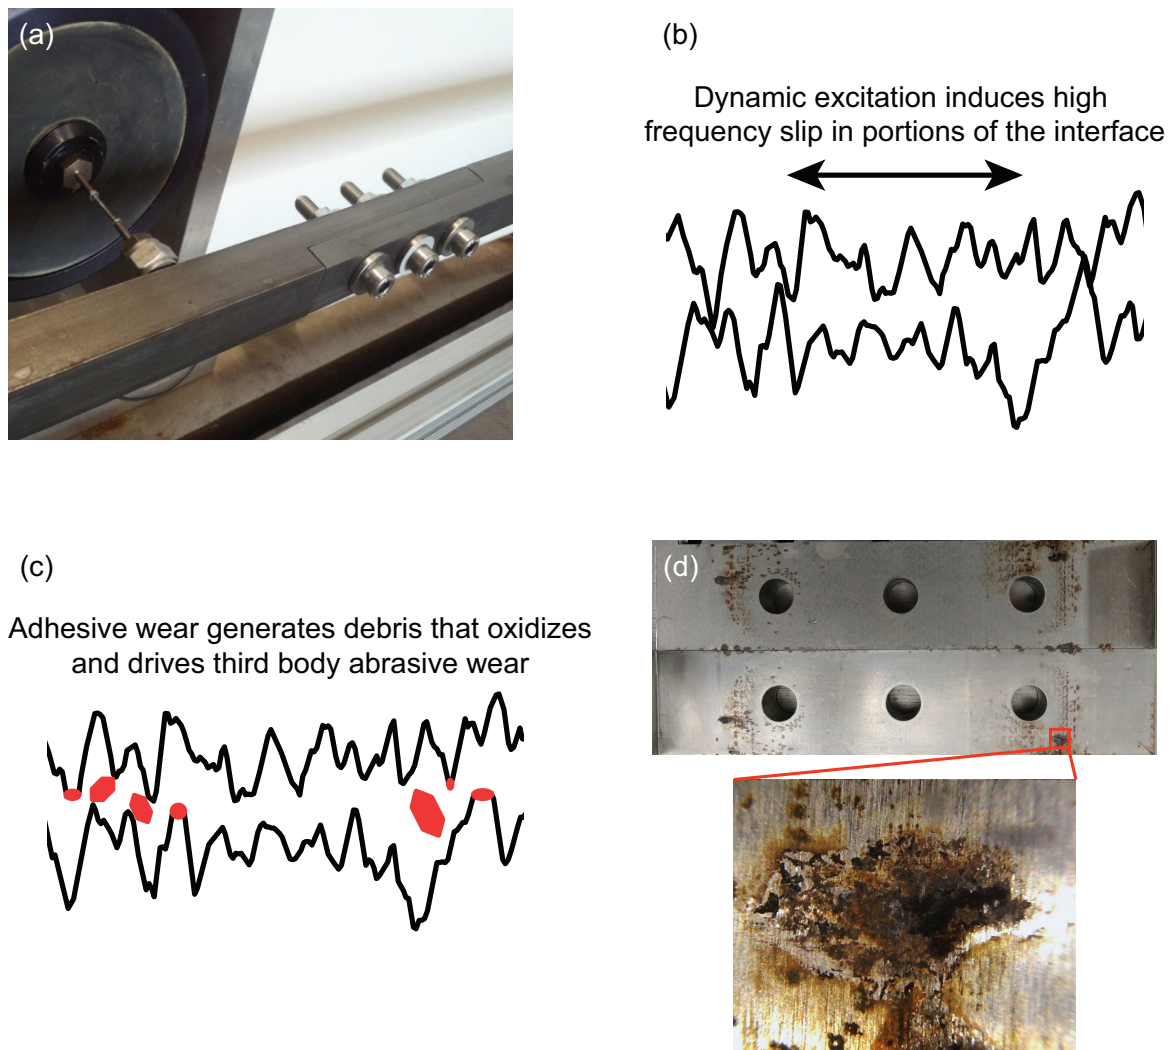 (a)
(b)
Dynamic excitation induces high
frequency slip in portions of the interface
(c)
Adhesive wear generates debris that oxidizes
and drives third body abrasive wear
(d)